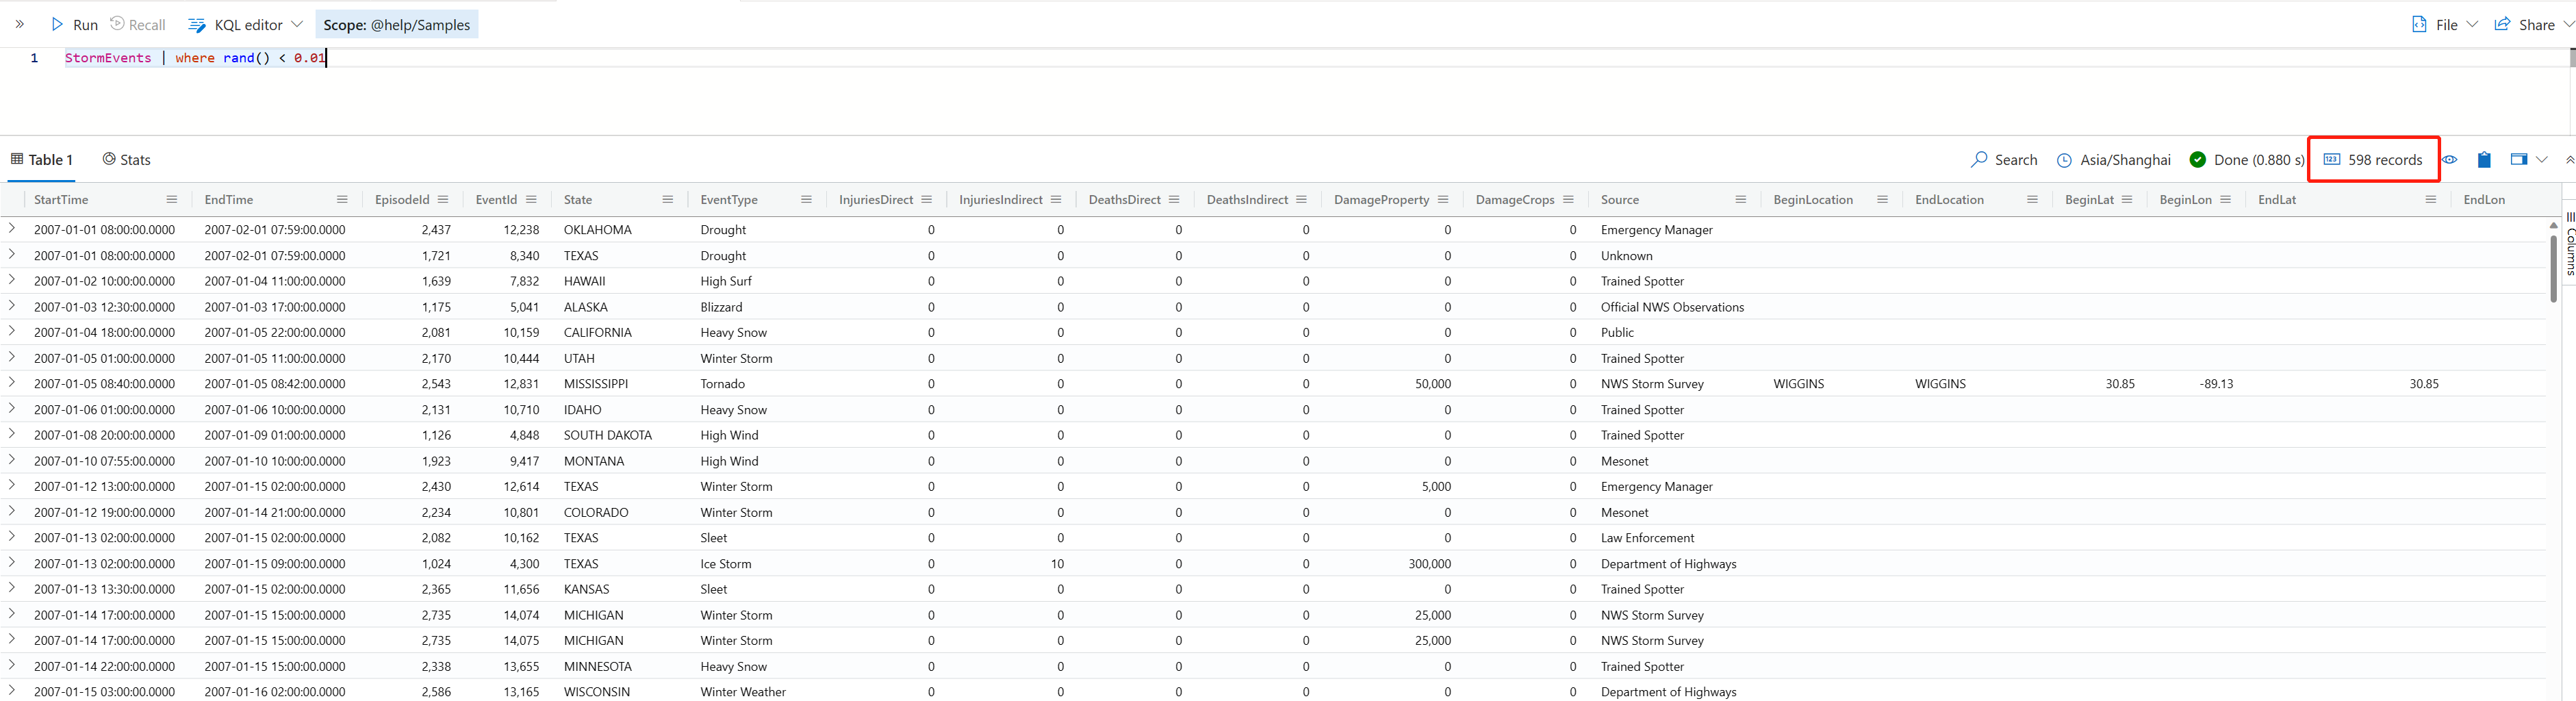 Run Recall KQL editor Scope: @help/Samples File Share
1 StormEvents | where rand() < 0.01
Table 1 Stats Search Asia/Shanghai Done (0.880 s) 123 598 records
StartTime EndTime EpisodeId EventId State EventType InjuriesDirect InjuriesIndirect DeathsDirect DeathsIndirect DamageProperty DamageCrops Source BeginLocation EndLocation BeginLat BeginLon EndLat EndLon
2007-01-01 08:00:00.0000 2007-02-01 07:59:00.0000 2,437 12,238 OKLAHOMA Drought 0 0 0 0 0 0 Emergency Manager
2007-01-01 08:00:00.0000 2007-02-01 07:59:00.0000 1,721 8,340 TEXAS Drought 0 0 0 0 0 0 Unknown
2007-01-02 10:00:00.0000 2007-01-04 11:00:00.0000 1,639 7,832 HAWAII High Surf 0 0 0 0 0 0 Trained Spotter
2007-01-03 12:30:00.0000 2007-01-03 17:00:00.0000 1,175 5,041 ALASKA Blizzard 0 0 0 0 0 0 Official NWS Observations
2007-01-04 18:00:00.0000 2007-01-05 22:00:00.0000 2,081 10,159 CALIFORNIA Heavy Snow 0 0 0 0 0 0 Public
2007-01-05 01:00:00.0000 2007-01-05 11:00:00.0000 2,170 10,444 UTAH Winter Storm 0 0 0 0 0 0 Trained Spotter
2007-01-05 08:40:00.0000 2007-01-05 08:42:00.0000 2,543 12,831 MISSISSIPPI Tornado 0 0 0 0 50,000 0 NWS Storm Survey WIGGINS WIGGINS 30.85 -89.13 30.85
2007-01-06 01:00:00.0000 2007-01-06 10:00:00.0000 2,131 10,710 IDAHO Heavy Snow 0 0 0 0 0 0 Trained Spotter
2007-01-08 20:00:00.0000 2007-01-09 01:00:00.0000 1,126 4,848 SOUTH DAKOTA High Wind 0 0 0 0 0 0 Trained Spotter
2007-01-10 07:55:00.0000 2007-01-10 10:00:00.0000 1,923 9,417 MONTANA High Wind 0 0 0 0 0 0 Mesonet
2007-01-12 13:00:00.0000 2007-01-15 02:00:00.0000 2,430 12,614 TEXAS Winter Storm 0 0 0 0 5,000 0 Emergency Manager
2007-01-12 19:00:00.0000 2007-01-14 21:00:00.0000 2,234 10,801 COLORADO Winter Storm 0 0 0 0 0 0 Mesonet
2007-01-13 02:00:00.0000 2007-01-15 02:00:00.0000 2,082 10,162 TEXAS Sleet 0 0 0 0 0 0 Law Enforcement
2007-01-13 02:00:00.0000 2007-01-15 09:00:00.0000 1,024 4,300 TEXAS Ice Storm 0 10 0 0 300,000 0 Department of Highways
2007-01-13 13:30:00.0000 2007-01-15 02:00:00.0000 2,365 11,656 KANSAS Sleet 0 0 0 0 0 0 Trained Spotter
2007-01-14 17:00:00.0000 2007-01-15 15:00:00.0000 2,735 14,074 MICHIGAN Winter Storm 0 0 0 0 25,000 0 NWS Storm Survey
2007-01-14 17:00:00.0000 2007-01-15 15:00:00.0000 2,735 14,075 MICHIGAN Winter Storm 0 0 0 0 25,000 0 NWS Storm Survey
2007-01-14 22:00:00.0000 2007-01-15 15:00:00.0000 2,338 13,655 MINNESOTA Heavy Snow 0 0 0 0 0 0 Trained Spotter
2007-01-15 03:00:00.0000 2007-01-16 02:00:00.0000 2,586 13,165 WISCONSIN Winter Weather 0 0 0 0 0 0 Department of Highways
Columns